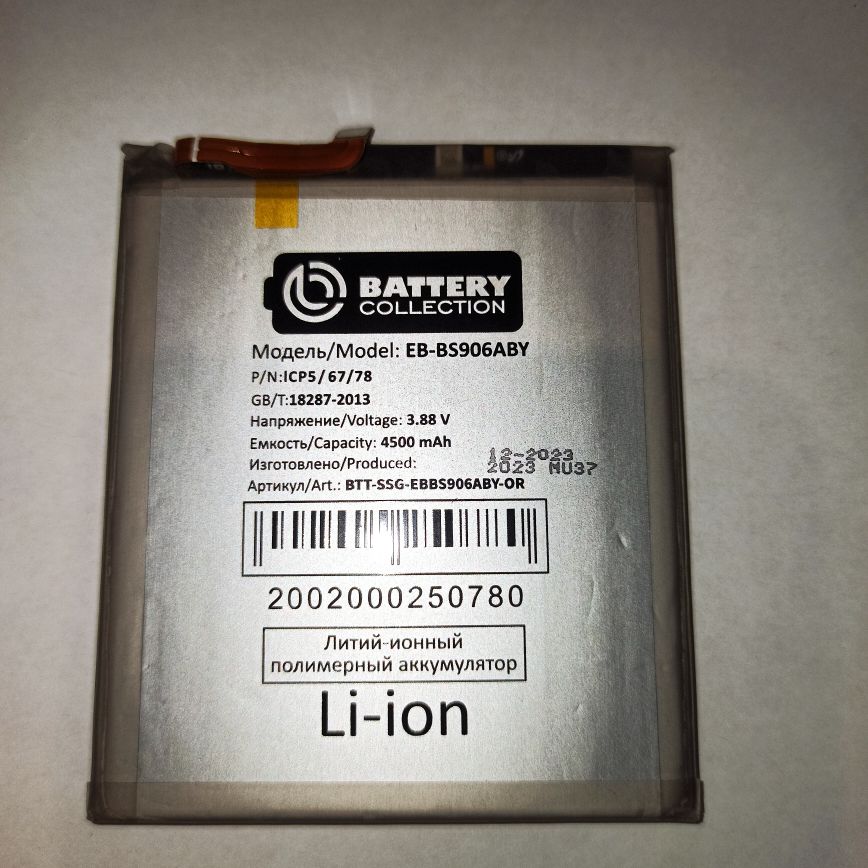 BATTERY
COLLECTION
Модель/Model: EB-BS906ABY
P/N:ICP5/67/78
GB/T:18287-2013
Напряжение/Voltage: 3.88 V
Емкость/Capacity: 4500 mAh
Изготовлено/Produced: 12-2023
2023 MU37
Артикул/Art.: BTT-SSG-EBBS906ABY-OR
2002000250780
Литий-ионный
полимерный аккумулятор
Li-ion